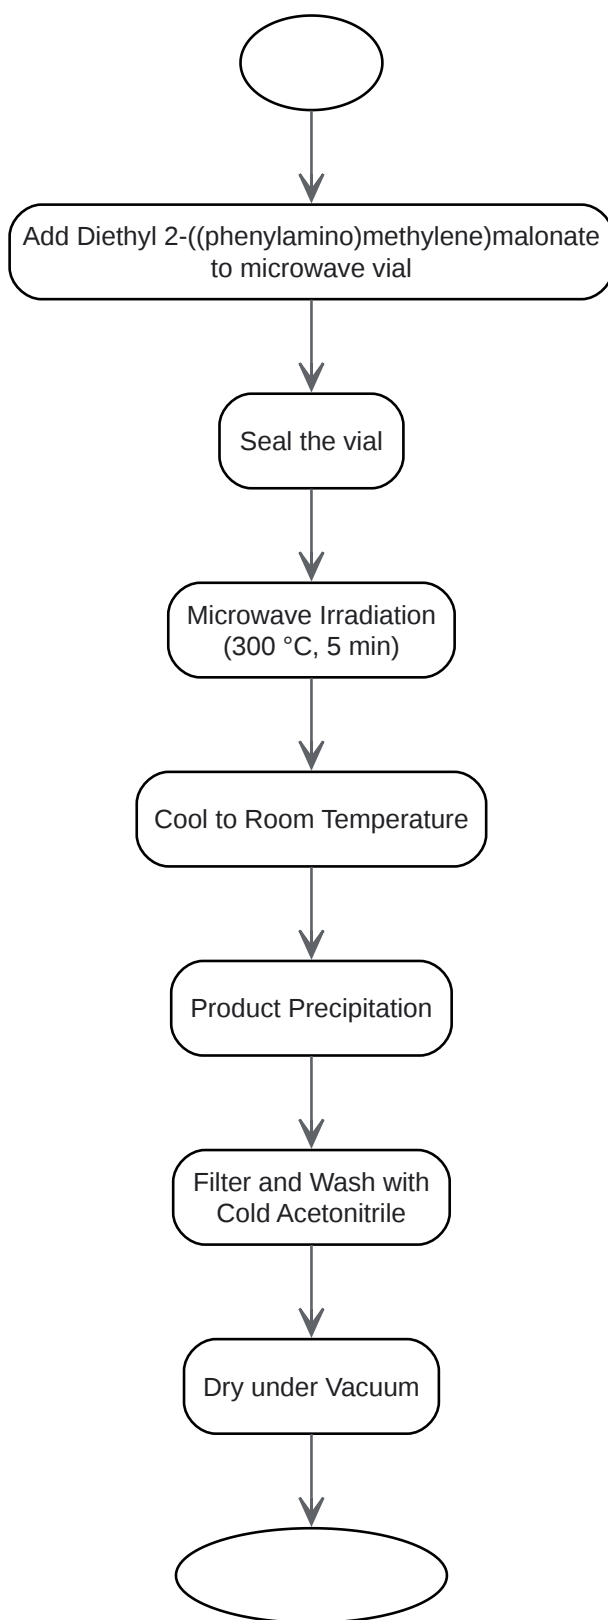 Add Diethyl 2-((phenylamino)methylene)malonate
to microwave vial
Seal the vial
Microwave Irradiation
(300 °C, 5 min)
Cool to Room Temperature
Product Precipitation
Filter and Wash with
Cold Acetonitrile
Dry under Vacuum